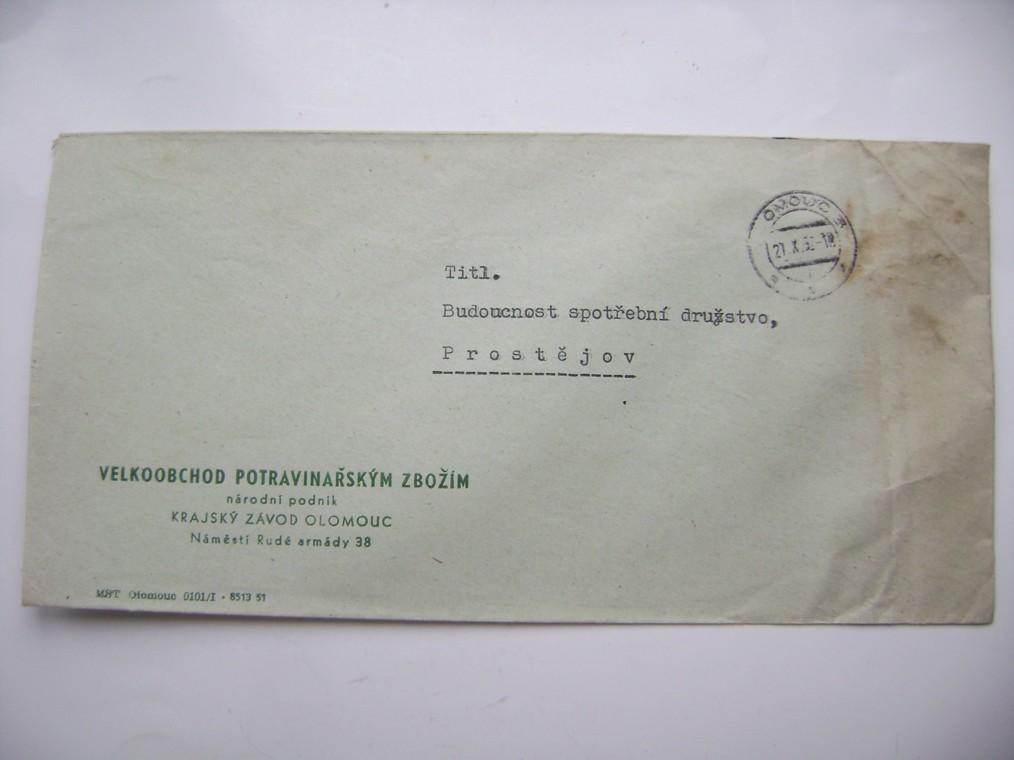 Titl.
Budoucnost spotřební družstvo,
Prostějov
VELKOOBCHOD POTRAVINAŘSKÝM ZBOŽÍM
národní podnik
KRAJSKÝ ZÁVOD OLOMOUC
Náměstí Rudé armády 38
MST Olomouc 0101/I - 8513 51